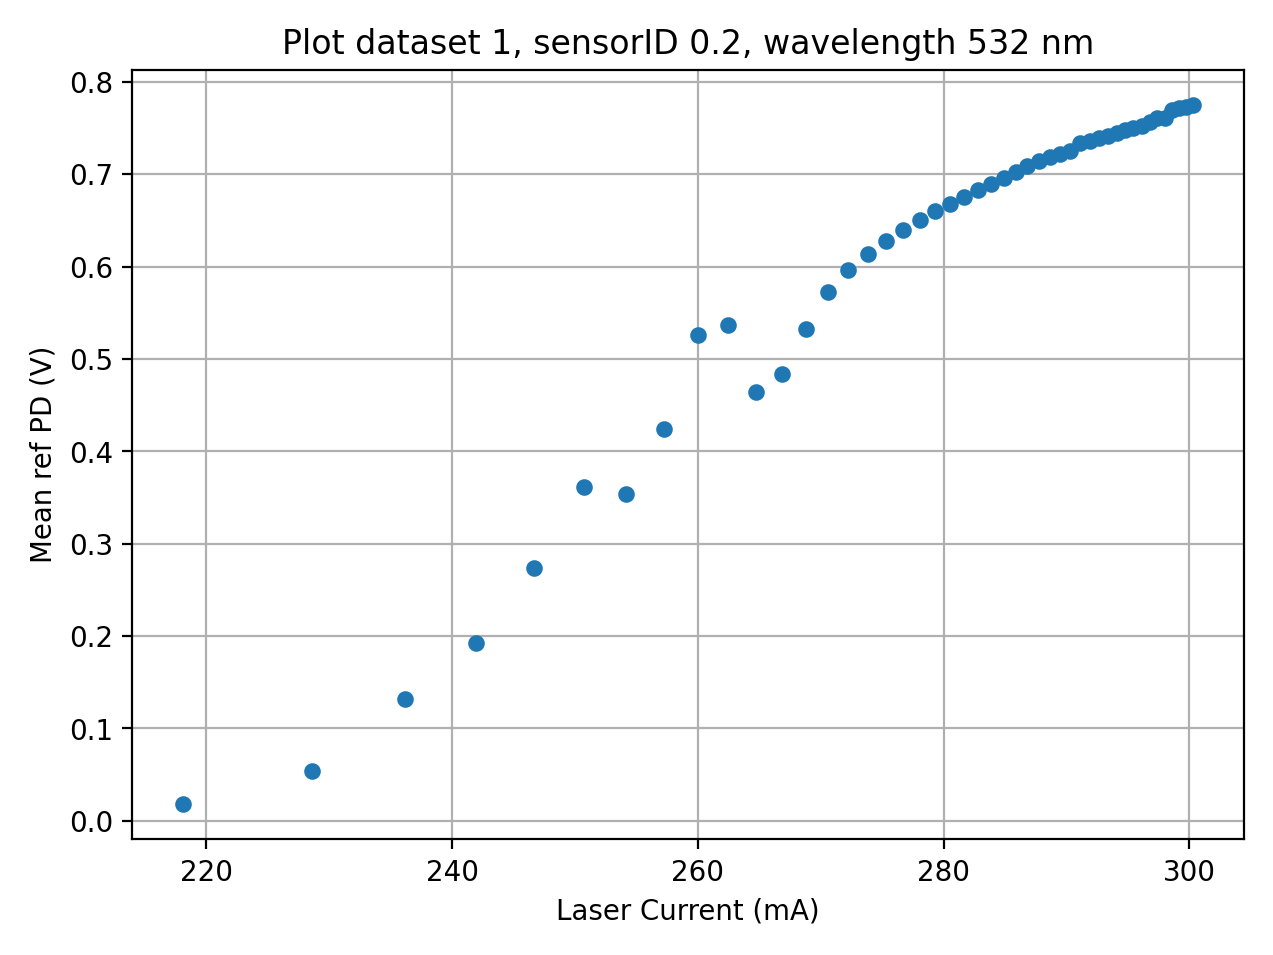 Plot dataset 1, sensorID 0.2, wavelength 532 nm
0.8
0.7
0.6
0.5
0.4
0.3
0.2
0.1
0.0
Mean ref PD (V)
220 240 260 280 300
Laser Current (mA)